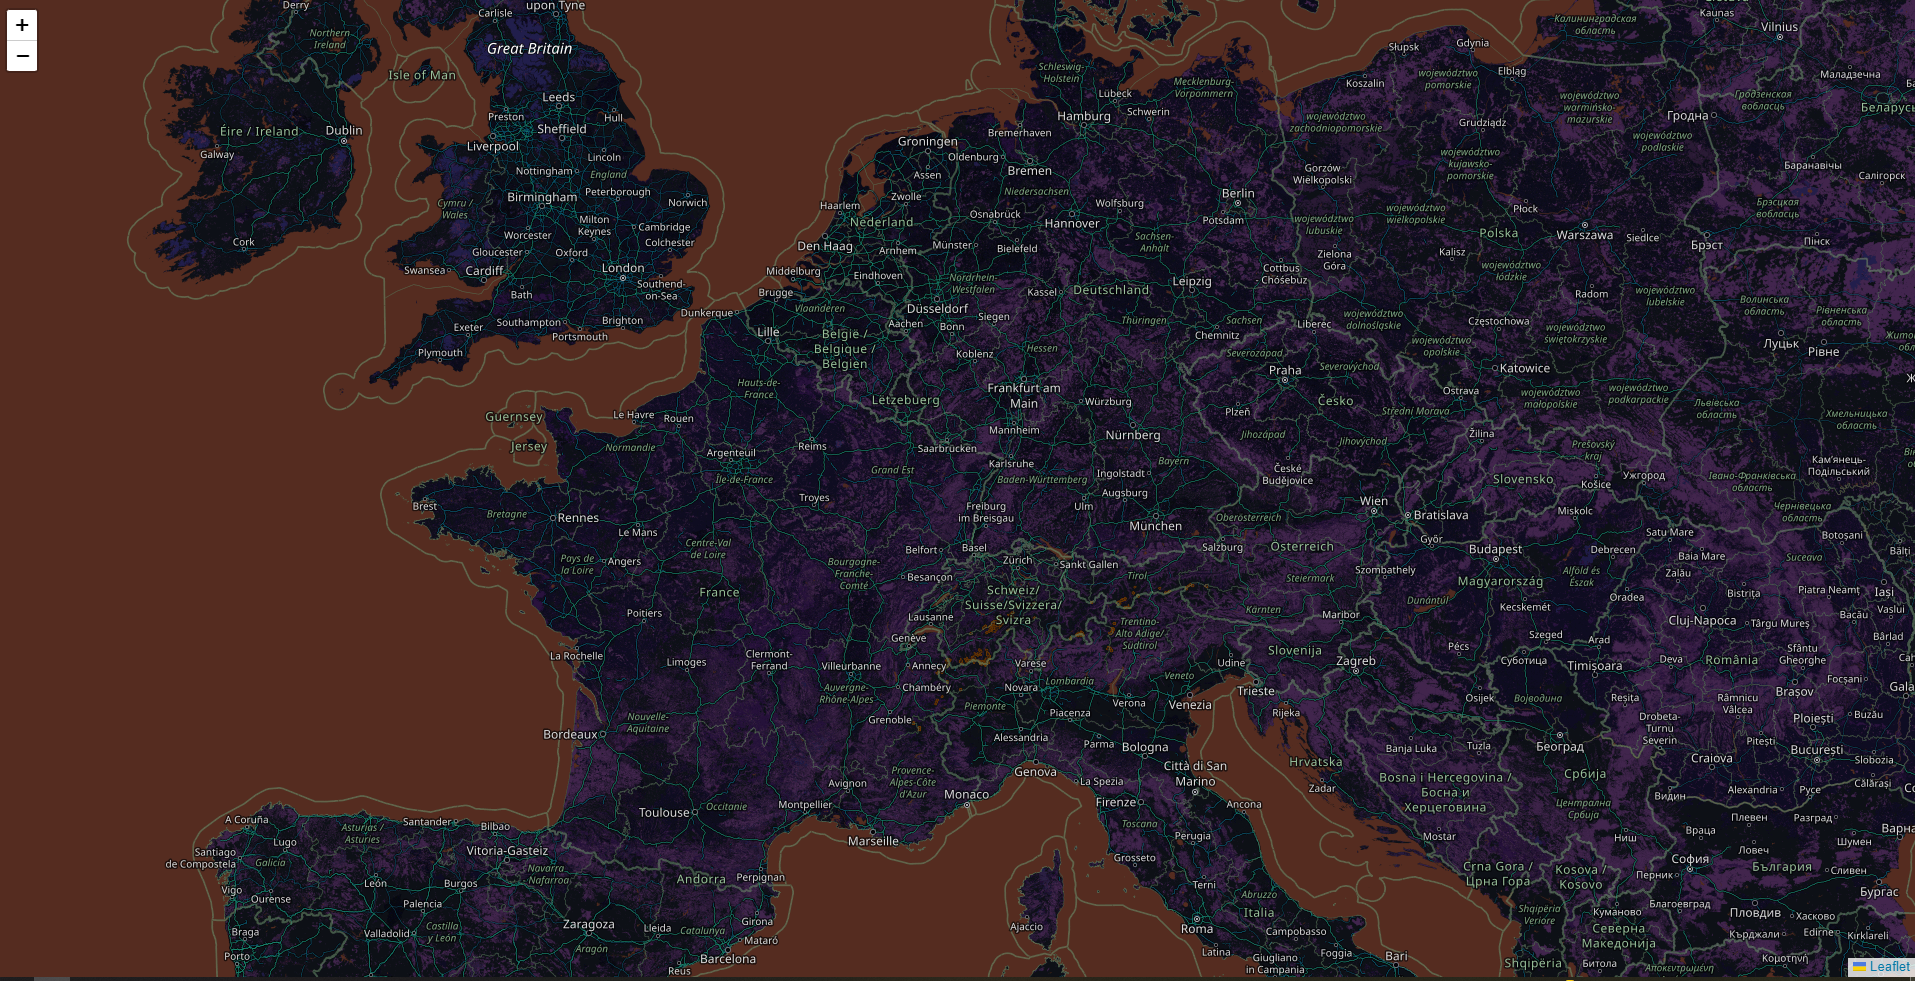 +
−
Derry
Northern
Ireland
Isle of Man
Carlisle
upon Tyne
Great Britain
Leeds
Preston
Hull
Sheffield
Liverpool
Lincoln
Éire / Ireland
Dublin
Galway
Cork
Nottingham
England
Peterborough
Birmingham
Norwich
Cymru /
Wales
Milton
Keynes
Cambridge
Worcester
Colchester
Gloucester
Oxford
Swansea
Cardiff
London
Southend-
on-Sea
Bath
Exeter
Southampton
Brighton
Portsmouth
Plymouth
Guernsey
Jersey
Schleswig-
Holstein
Lübeck
Mecklenburg-
Vorpommern
Hamburg
Schwerin
Bremerhaven
Groningen
Oldenburg
Assen
Bremen
Niedersachsen
Zwolle
Haarlem
Wolfsburg
Berlin
Potsdam
Nederland
Osnabrück
Hannover
Den Haag
Arnhem
Münster
Bielefeld
Sachsen-
Anhalt
Middelburg
Eindhoven
Nordrhein-
Westfalen
Brugge
Kassel
Deutschland
Leipzig
Cottbus
- Chóśebuz
Dunkerque
Vlaanderen
Düsseldorf
Siegen
Lille
België /
Belgique /
Belgien
Aachen
Bonn
Thüringen
Sachsen
Chemnitz
Liberec
Koblenz
Hessen
Severozápad
Severovýchod
Praha
Hauts-de-
France
Letzebuerg
Frankfurt am
Main
Würzburg
Plzeň
Česko
Střední Morava
Ostrava
Le Havre
Rouen
Mannheim
Nürnberg
Jihozápad
Jihovýchod
Normandie
Argenteuil
Reims
Saarbrücken
Karlsruhe
Île-de-France
Grand Est
Baden-Württemberg
Ingolstadt
Bayern
České
Budějovice
Augsburg
Brest
Bretagne
Rennes
Troyes
Freiburg
im Breisgau
Ulm
München
Oberösterreich
Wien
Bratislava
Le Mans
Centre-Val
de Loire
Belfort
Basel
Salzburg
Österreich
Győr
Pays de
la Loire
Angers
Bourgogne-
Franche-
Comté
Besançon
Zürich
Sankt Gallen
Tirol
Steiermark
Szombathely
France
Schweiz/
Suisse/Svizzera/
Svizra
Lausanne
Poitiers
Genève
Trentino-
Alto Adige/
Südtirol
Kärnten
Maribor
Slovenija
Zagreb
La Rochelle
Limoges
Clermont-
Ferrand
Villeurbanne
Annecy
Varese
Udine
Auvergne-
Rhône-Alpes
Chambéry
Novara
Lombardia
Veneto
Trieste
Nouvelle-
Aquitaine
Grenoble
Piemonte
Piacenza
Verona
Venezia
Rijeka
Bordeaux
Alessandria
Parma
Bologna
Hrvatska
Provence-
Alpes-Côte
d'Azur
Avignon
Genova
La Spezia
Città di San
Marino
Zadar
Toulouse
Occitanie
Montpellier
Monaco
Firenze
Ancona
Marseille
Toscana
Perugia
A Coruña
Lugo
Asturias /
Asturies
Santander
Bilbao
Vitoria-Gasteiz
Santiago
de Compostela
Galicia
Navarra -
Nafarroa
Andorra
Perpignan
Grosseto
Vigo
Ourense
León
Burgos
Terni
Abruzzo
Palencia
Italia
Braga
Valladolid
Castilla
y León
Zaragoza
Lleida
Catalunya
Girona
Ajaccio
Roma
Campobasso
Porto
Aragón
Mataró
Barcelona
Reus
Latina
Giugliano
in Campania
Foggia
Bari
Słupsk
Gdynia
Калининградская
область
Kaunas
Vilnius
Koszalin
województwo
pomorskie
Elbląg
Маладзечна
województwo
zachodniopomorskie
Grudziądz
województwo
warmińsko-
mazurskie
Гродзенская
вобласць
Гродна
Беларусь
Gorzów
Wielkopolski
województwo
kujawsko-
pomorskie
województwo
podlaskie
Баранавічы
Салігорск
województwo
lubuskie
województwo
wielkopolskie
Płock
Polska
Warszawa
Siedlce
Брэсцкая
вобласць
Брэст
Пінск
Zielona
Góra
Kalisz
województwo
łódzkie
Radom
województwo
lubelskie
Волинська
область
Рівненська
область
województwo
dolnośląskie
Częstochowa
województwo
świętokrzyskie
województwo
opolskie
Луцьк
Рівне
Katowice
województwo
małopolskie
województwo
podkarpackie
Львівська
область
Хмельницька
область
Žilina
Prešovský
kraj
Ужгород
Івано-Франківська
область
Кам'янець-
Подільський
Slovensko
Košice
Чернівецька
область
Miskolc
Satu Mare
Botoșani
Budapest
Debrecen
Baia Mare
Suceava
Bălți
Magyarország
Alföld és
Észak
Zalău
Bistrița
Piatra Neamț
Iași
Dunántúl
Kecskemét
Oradea
Vaslui
Cluj-Napoca
Târgu Mureș
Bacău
Szeged
Arad
Bârlad
Pécs
Суботица
Timișoara
Deva
România
Sfântu
Gheorghe
Osijek
Војводина
Reșița
Râmnicu
Vâlcea
Brașov
Focșani
Drobeta-
Turnu
Severin
Ploiești
Buzău
Banja Luka
Tuzla
Београд
Pitești
București
Craiova
Slobozia
Bosna i Hercegovina /
Босна и
Херцеговина
Србија
Видин
Alexandria
Русе
Călărași
Централна
Србија
Плевен
Разград
Варна
Mostar
Ниш
Враца
Ловеч
Шумен
Crna Gora /
Црна Гора
Kosova /
Kosovo
София
Перник
България
Сливен
Бургас
Shqipëria
Veriore
Куманово
Благоевград
Пловдив
Хасково
Северна
Македонија
Кърджали
Edirne
Kırklareli
Shqipëria
Битола
Αποκεντρωμένη
Κομοτηνή
Leaflet